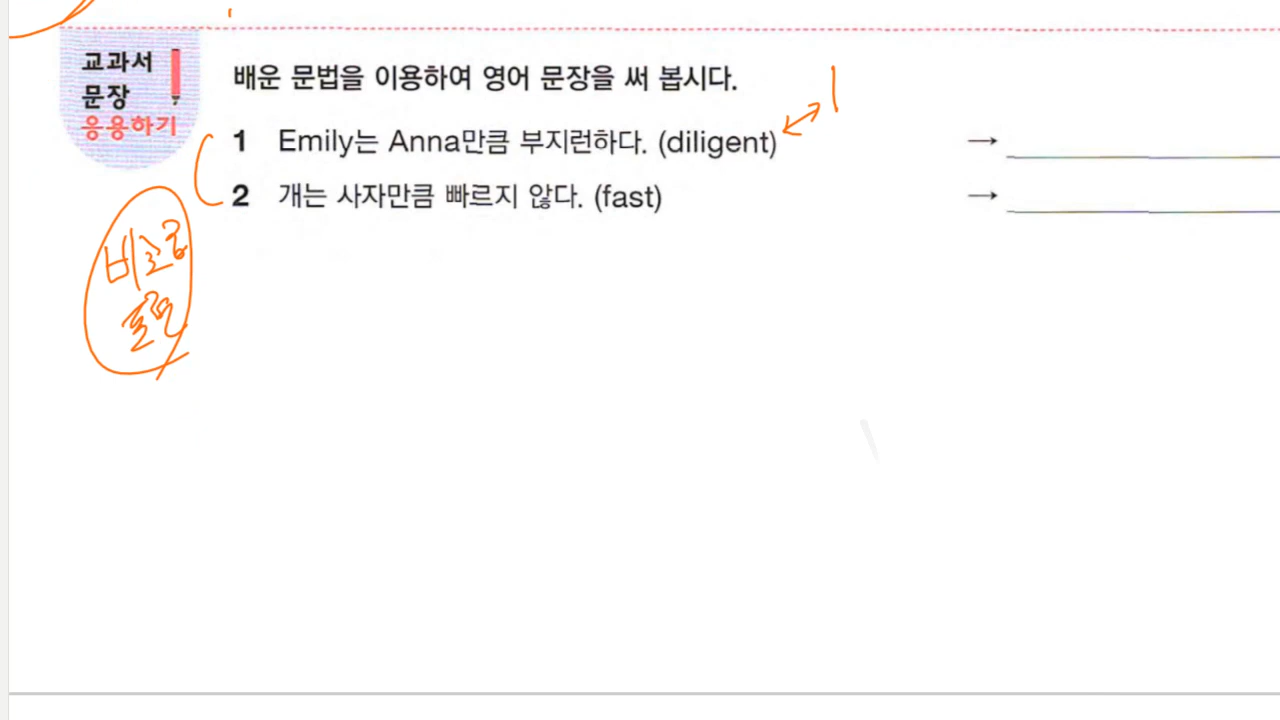 교과서
문장
응용하기
배운 문법을 이용하여 영어 문장을 써 봅시다.
1 Emily는 Anna만큼 부지런하다. (diligent) →
2 개는 사자만큼 빠르지 않다. (fast) →